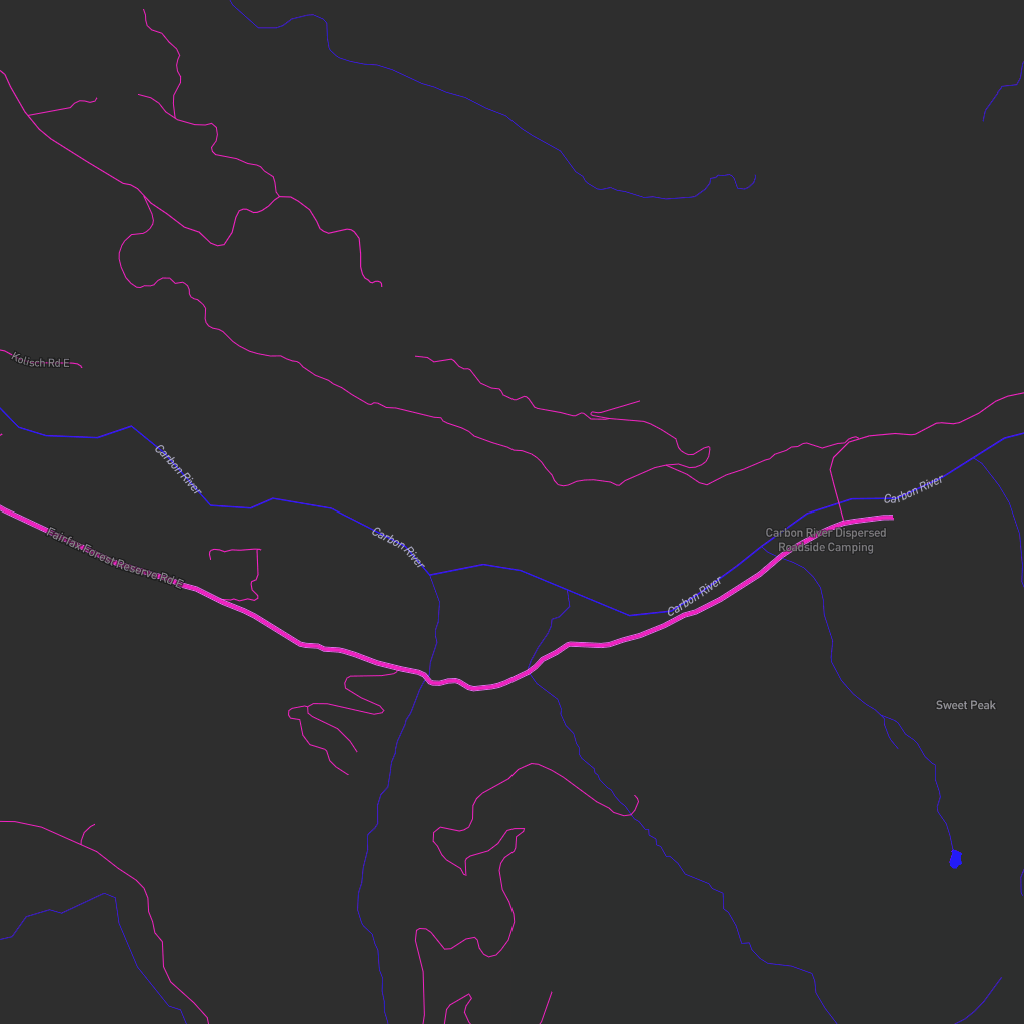 Kolisch Rd E
Carbon River
Carbon River
Carbon River
Carbon River Dispersed
Roadside Camping
Fairfax Forest Reserve Rd E
Carbon River
Sweet Peak